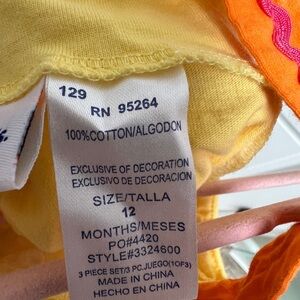 129
RN 95264
100%COTTON/ALGODON
EXCLUSIVE OF DECORATION
EXCLUSIVO DE DECORACION
SIZE/TALLA
12
MONTHS/MESES
PO#4420
STYLE#3324600
3 PIECE SET/3 PC.JUEGO(1OF3)
MADE IN CHINA
HECHO EN CHINA